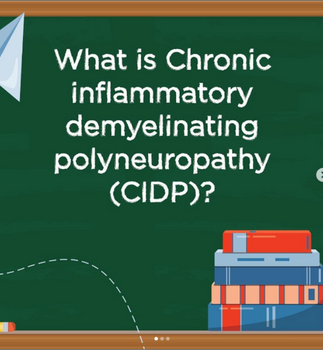 What is Chronic
inflammatory
demyelinating
polyneuropathy
(CIDP)?